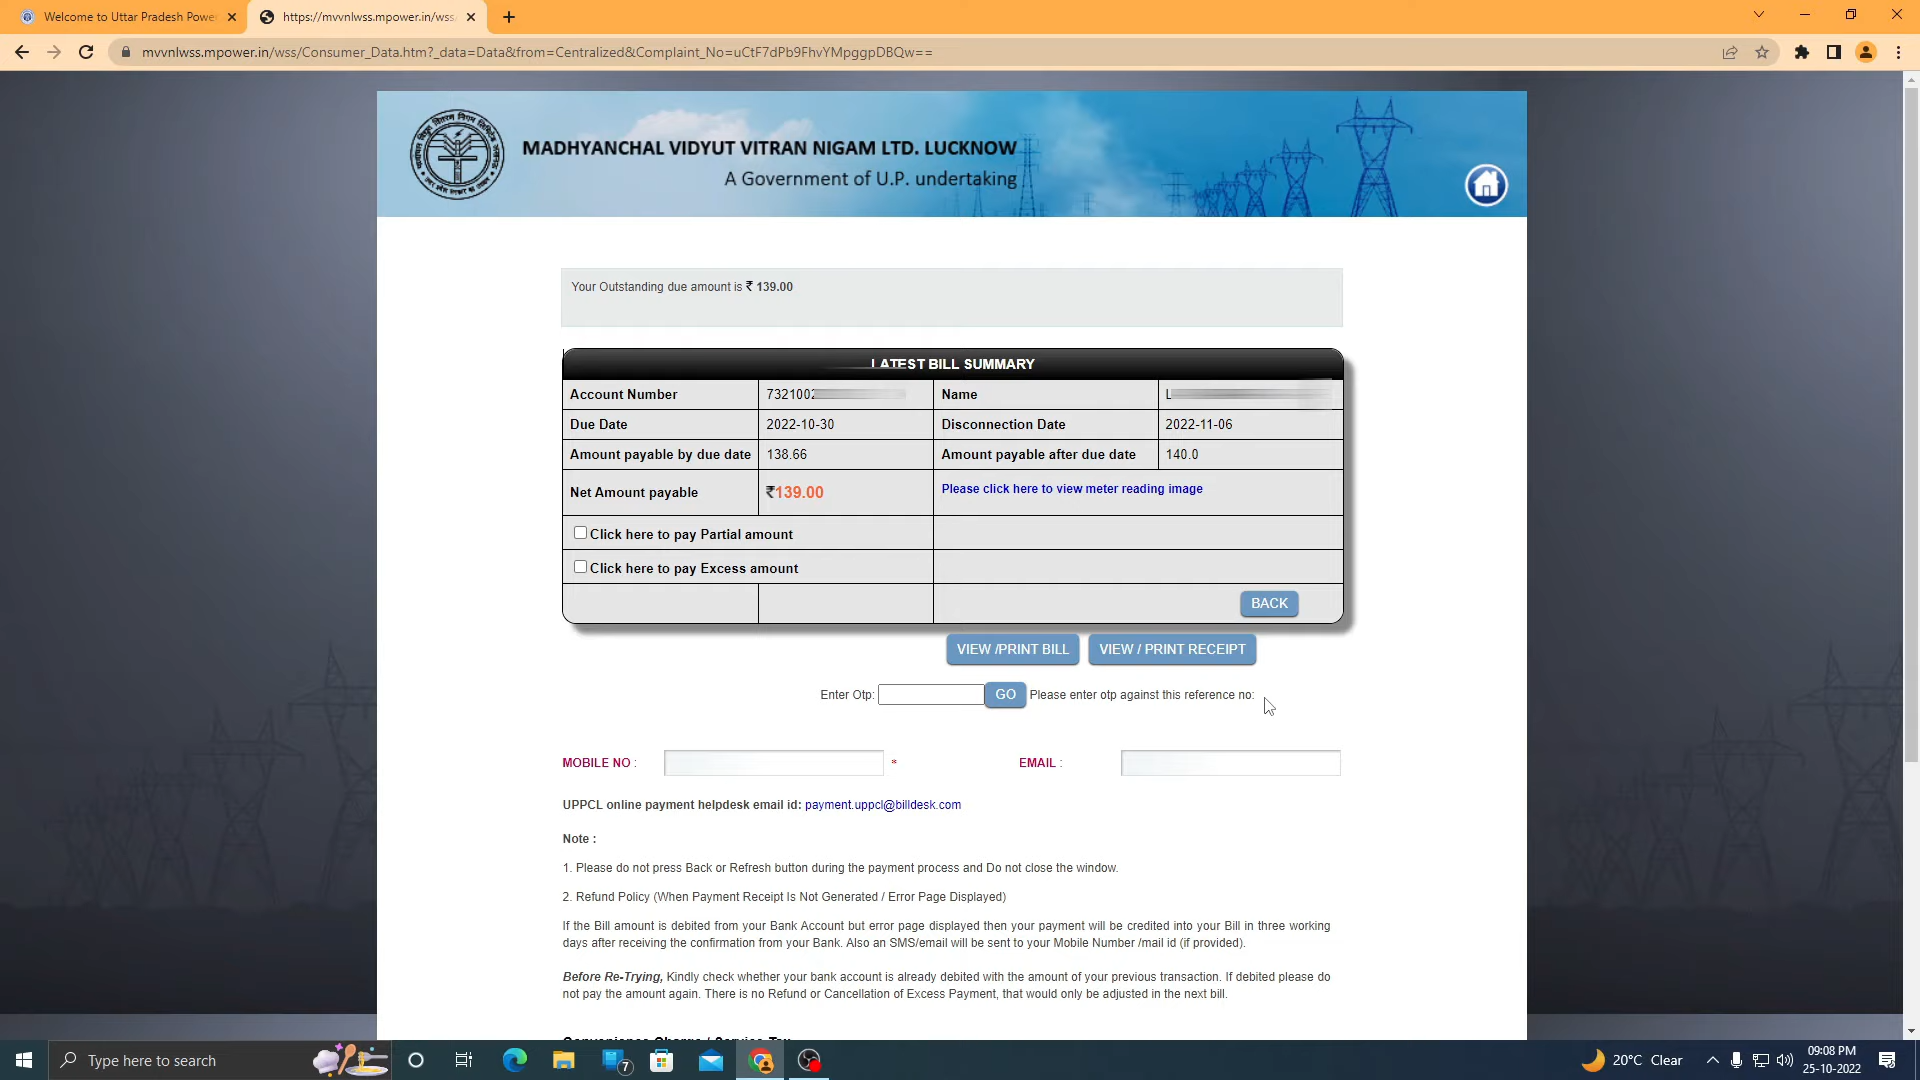 Welcome to Uttar Pradesh Powe
https://mvvnlwss.mpower.in/wss
mvvnlwss.mpower.in/wss/Consumer_Data.htm?_data=Data&from=Centralized&Complaint_No=uCtF7dPb9FhvYMpggpDBQw==
MADHYANCHAL VIDYUT VITRAN NIGAM LTD. LUCKNOW
A Government of U.P. undertaking
Your Outstanding due amount is ₹ 139.00
LATEST BILL SUMMARY
Account Number 732100 Name L
Due Date 2022-10-30 Disconnection Date 2022-11-06
Amount payable by due date 138.66 Amount payable after due date 140.0
Net Amount payable ₹139.00 Please click here to view meter reading image
Click here to pay Partial amount
Click here to pay Excess amount
BACK
VIEW /PRINT BILL VIEW / PRINT RECEIPT
Enter Otp: GO Please enter otp against this reference no:
MOBILE NO : * EMAIL :
UPPCL online payment helpdesk email id: payment.uppcl@billdesk.com
Note :
1. Please do not press Back or Refresh button during the payment process and Do not close the window.
2. Refund Policy (When Payment Receipt Is Not Generated / Error Page Displayed)
If the Bill amount is debited from your Bank Account but error page displayed then your payment will be credited into your Bill in three working
days after receiving the confirmation from your Bank. Also an SMS/email will be sent to your Mobile Number /mail id (if provided).
Before Re-Trying, Kindly check whether your bank account is already debited with the amount of your previous transaction. If debited please do
not pay the amount again. There is no Refund or Cancellation of Excess Payment, that would only be adjusted in the next bill.
Convenience Charge / Service Tax
Type here to search 7 20°C Clear 09:08 PM
25-10-2022